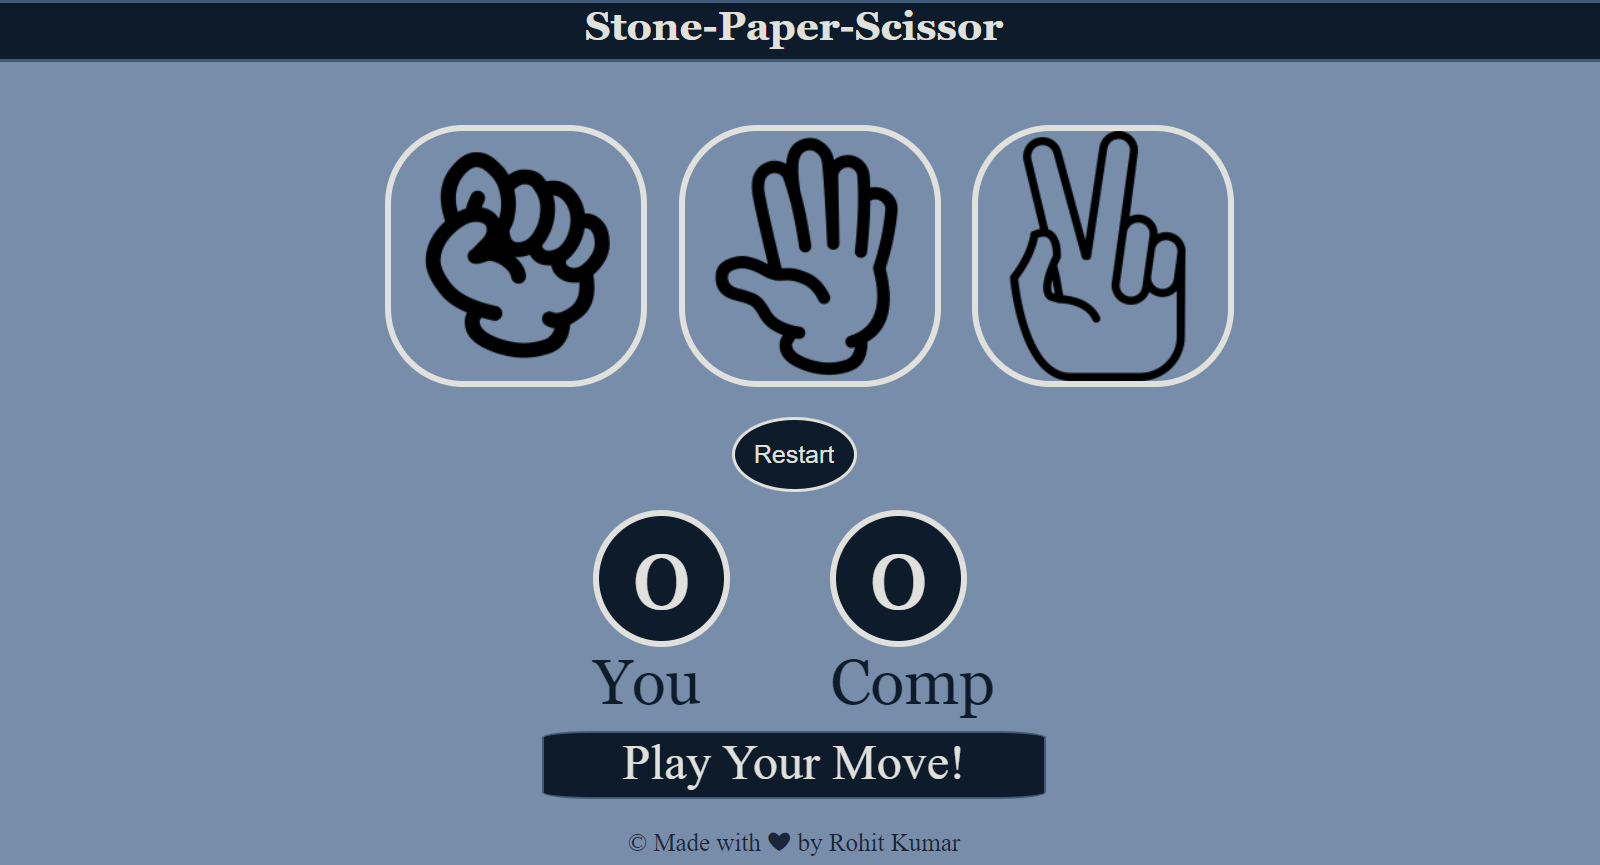 Stone-Paper-Scissor
Restart
0 0
You Comp
Play Your Move!
© Made with ♥ by Rohit Kumar